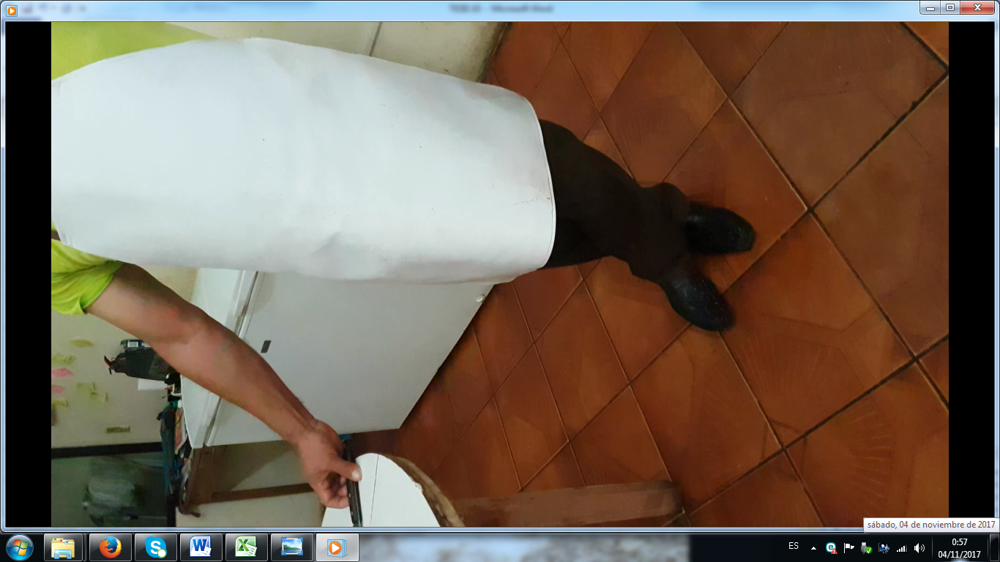 sábado, 04 de noviembre de 2017
ES
0:57
04/11/2017